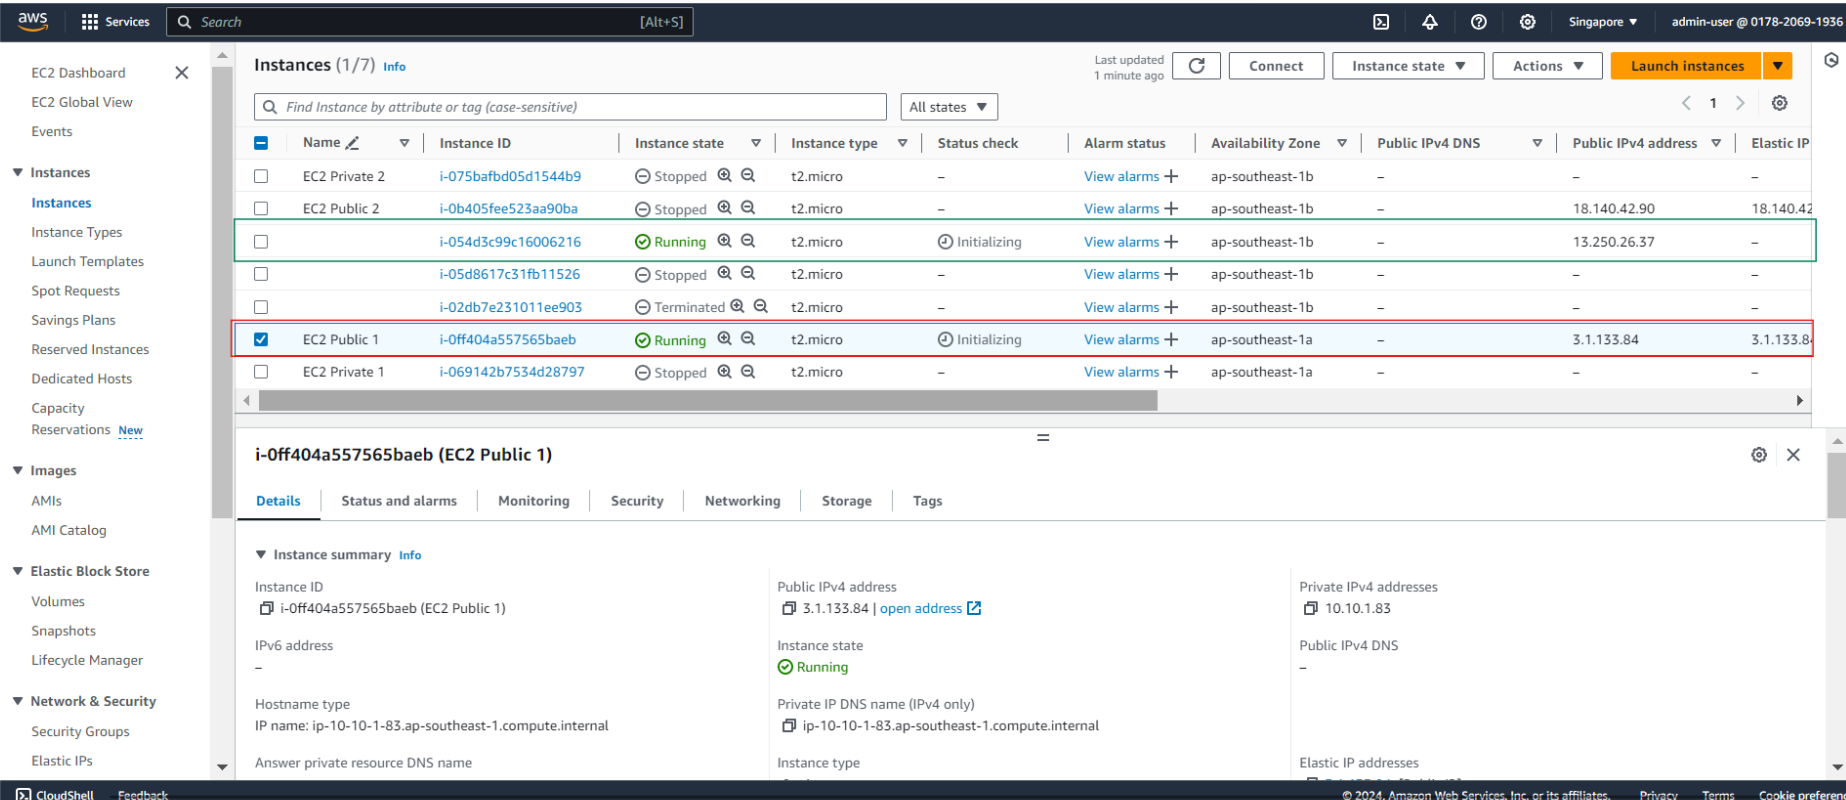 aws Services Search [Alt+S] Singapore ▼ admin-user @ 0178-2069-1936
EC2 Dashboard
EC2 Global View
Events
Instances
Instances
Instance Types
Launch Templates
Spot Requests
Savings Plans
Reserved Instances
Dedicated Hosts
Capacity
Reservations New
Images
AMIs
AMI Catalog
Elastic Block Store
Volumes
Snapshots
Lifecycle Manager
Network & Security
Security Groups
Elastic IPs
Instances (1/7) Info
Last updated
1 minute ago
Connect Instance state Actions Launch instances
Find Instance by attribute or tag (case-sensitive) All states 1
Name Instance ID Instance state Instance type Status check Alarm status Availability Zone Public IPv4 DNS Public IPv4 address Elastic IP
EC2 Private 2 i-075bafbd05d1544b9 Stopped t2.micro – View alarms + ap-southeast-1b – – –
EC2 Public 2 i-0b405fee523aa90ba Stopped t2.micro – View alarms + ap-southeast-1b – 18.140.42.90 18.140.42
i-054d3c99c16006216 Running t2.micro Initializing View alarms + ap-southeast-1b – 13.250.26.37 –
i-05d8617c31fb11526 Stopped t2.micro – View alarms + ap-southeast-1b – – –
i-02db7e231011ee903 Terminated t2.micro – View alarms + ap-southeast-1b – – –
EC2 Public 1 i-0ff404a557565baeb Running t2.micro Initializing View alarms + ap-southeast-1a – 3.1.133.84 3.1.133.84
EC2 Private 1 i-069142b7534d28797 Stopped t2.micro – View alarms + ap-southeast-1a – – –
i-0ff404a557565baeb (EC2 Public 1)
Details Status and alarms Monitoring Security Networking Storage Tags
Instance summary Info
Instance ID
i-0ff404a557565baeb (EC2 Public 1)
Public IPv4 address
3.1.133.84 | open address
Private IPv4 addresses
10.10.1.83
IPv6 address
–
Instance state
Running
Public IPv4 DNS
–
Hostname type
IP name: ip-10-10-1-83.ap-southeast-1.compute.internal
Private IP DNS name (IPv4 only)
ip-10-10-1-83.ap-southeast-1.compute.internal
Answer private resource DNS name
Instance type
Elastic IP addresses
CloudShell Feedback © 2024, Amazon Web Services, Inc. or its affiliates. Privacy Terms Cookie preferen